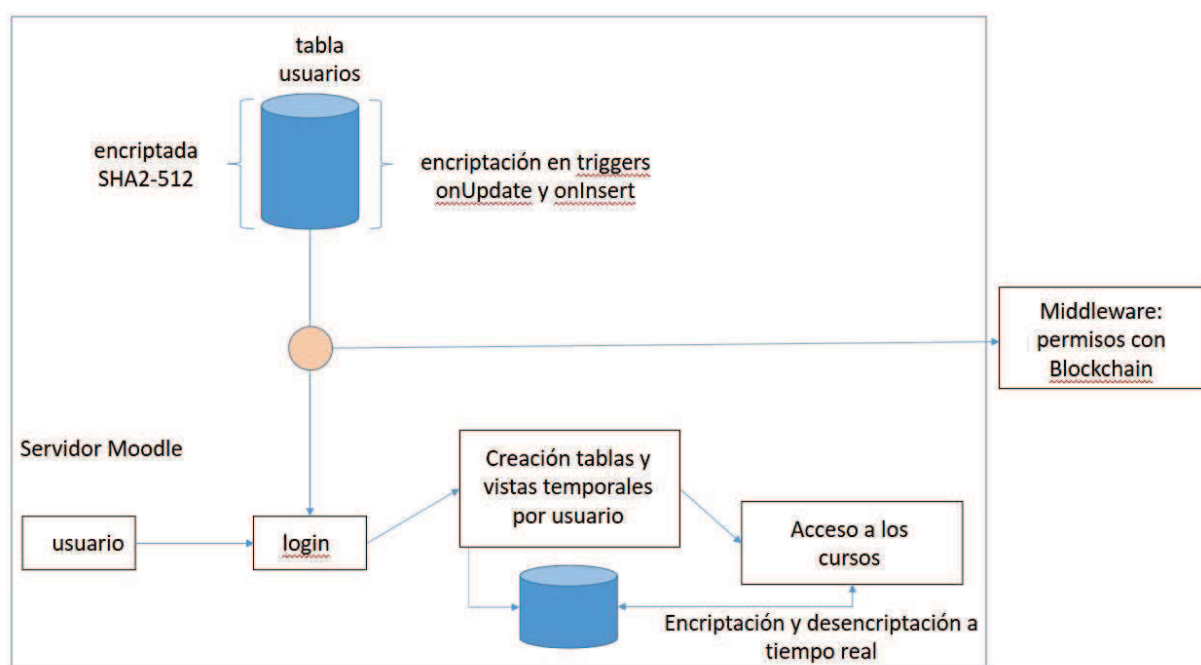 tabla
usuarios
encriptada
SHA2-512
encriptación en triggers
onUpdate y onInsert
Middleware:
permisos con
Blockchain
Servidor Moodle
usuario
login
Creación tablas y
vistas temporales
por usuario
Acceso a los
cursos
Encriptación y desencriptación a
tiempo real